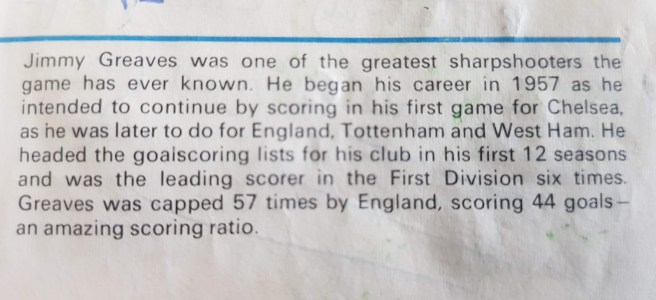 Jimmy Greaves was one of the greatest sharpshooters the
game has ever known. He began his career in 1957 as he
intended to continue by scoring in his first game for Chelsea,
as he was later to do for England, Tottenham and West Ham. He
headed the goalscoring lists for his club in his first 12 seasons
and was the leading scorer in the First Division six times.
Greaves was capped 57 times by England, scoring 44 goals –
an amazing scoring ratio.